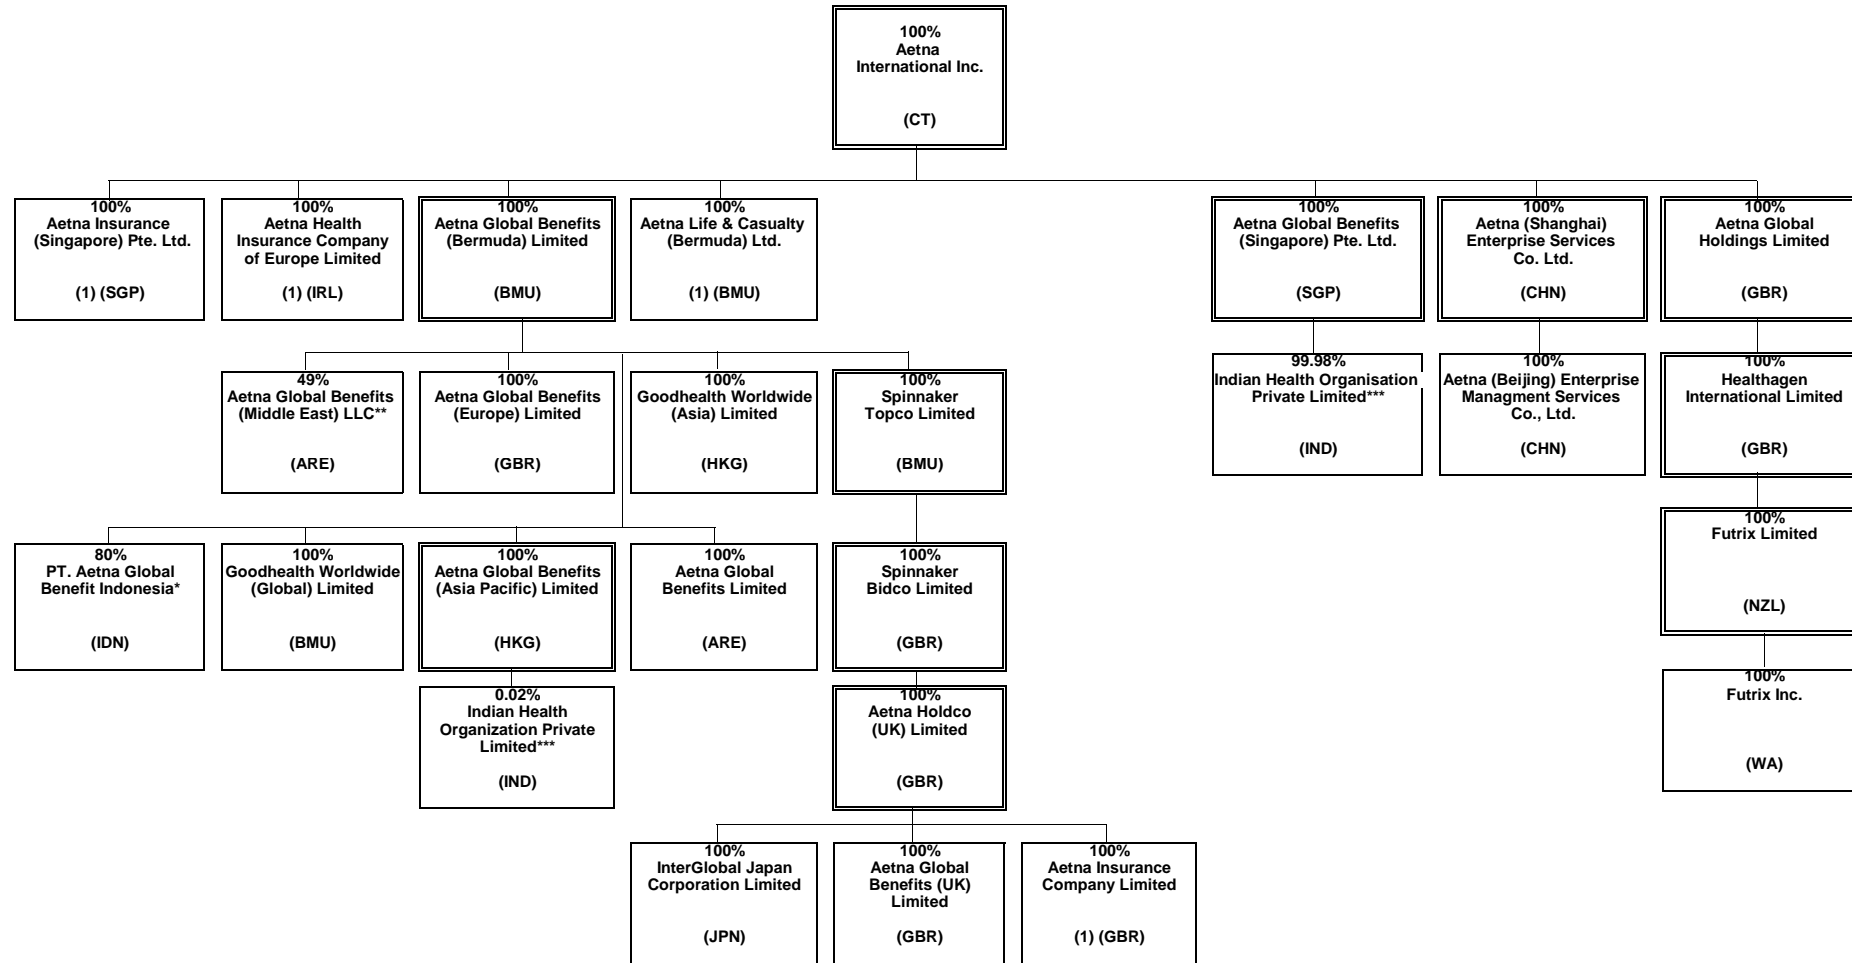 100%
Aetna
International Inc.
(CT)
100%
Aetna Insurance
(Singapore) Pte. Ltd.
(1) (SGP)
100%
Aetna Health
Insurance Company
of Europe Limited
(1) (IRL)
100%
Aetna Global Benefits
(Bermuda) Limited
(BMU)
100%
Aetna Life & Casualty
(Bermuda) Ltd.
(1) (BMU)
100%
Aetna Global Benefits
(Singapore) Pte. Ltd.
(SGP)
100%
Aetna (Shanghai)
Enterprise Services
Co. Ltd.
(CHN)
100%
Aetna Global
Holdings Limited
(GBR)
49%
Aetna Global Benefits
(Middle East) LLC**
(ARE)
100%
Aetna Global Benefits
(Europe) Limited
(GBR)
100%
Goodhealth Worldwide
(Asia) Limited
(HKG)
100%
Spinnaker
Topco Limited
(BMU)
99.98%
Indian Health Organisation
Private Limited***
(IND)
100%
Aetna (Beijing) Enterprise
Managment Services
Co., Ltd.
(CHN)
100%
Healthagen
International Limited
(GBR)
80%
PT. Aetna Global
Benefit Indonesia*
(IDN)
100%
Goodhealth Worldwide
(Global) Limited
(BMU)
100%
Aetna Global Benefits
(Asia Pacific) Limited
(HKG)
100%
Aetna Global
Benefits Limited
(ARE)
100%
Spinnaker
Bidco Limited
(GBR)
100%
Futrix Limited
(NZL)
0.02%
Indian Health
Organization Private
Limited***
(IND)
100%
Aetna Holdco
(UK) Limited
(GBR)
100%
Futrix Inc.
(WA)
100%
InterGlobal Japan
Corporation Limited
(JPN)
100%
Aetna Global
Benefits (UK)
Limited
(GBR)
100%
Aetna Insurance
Company Limited
(1) (GBR)